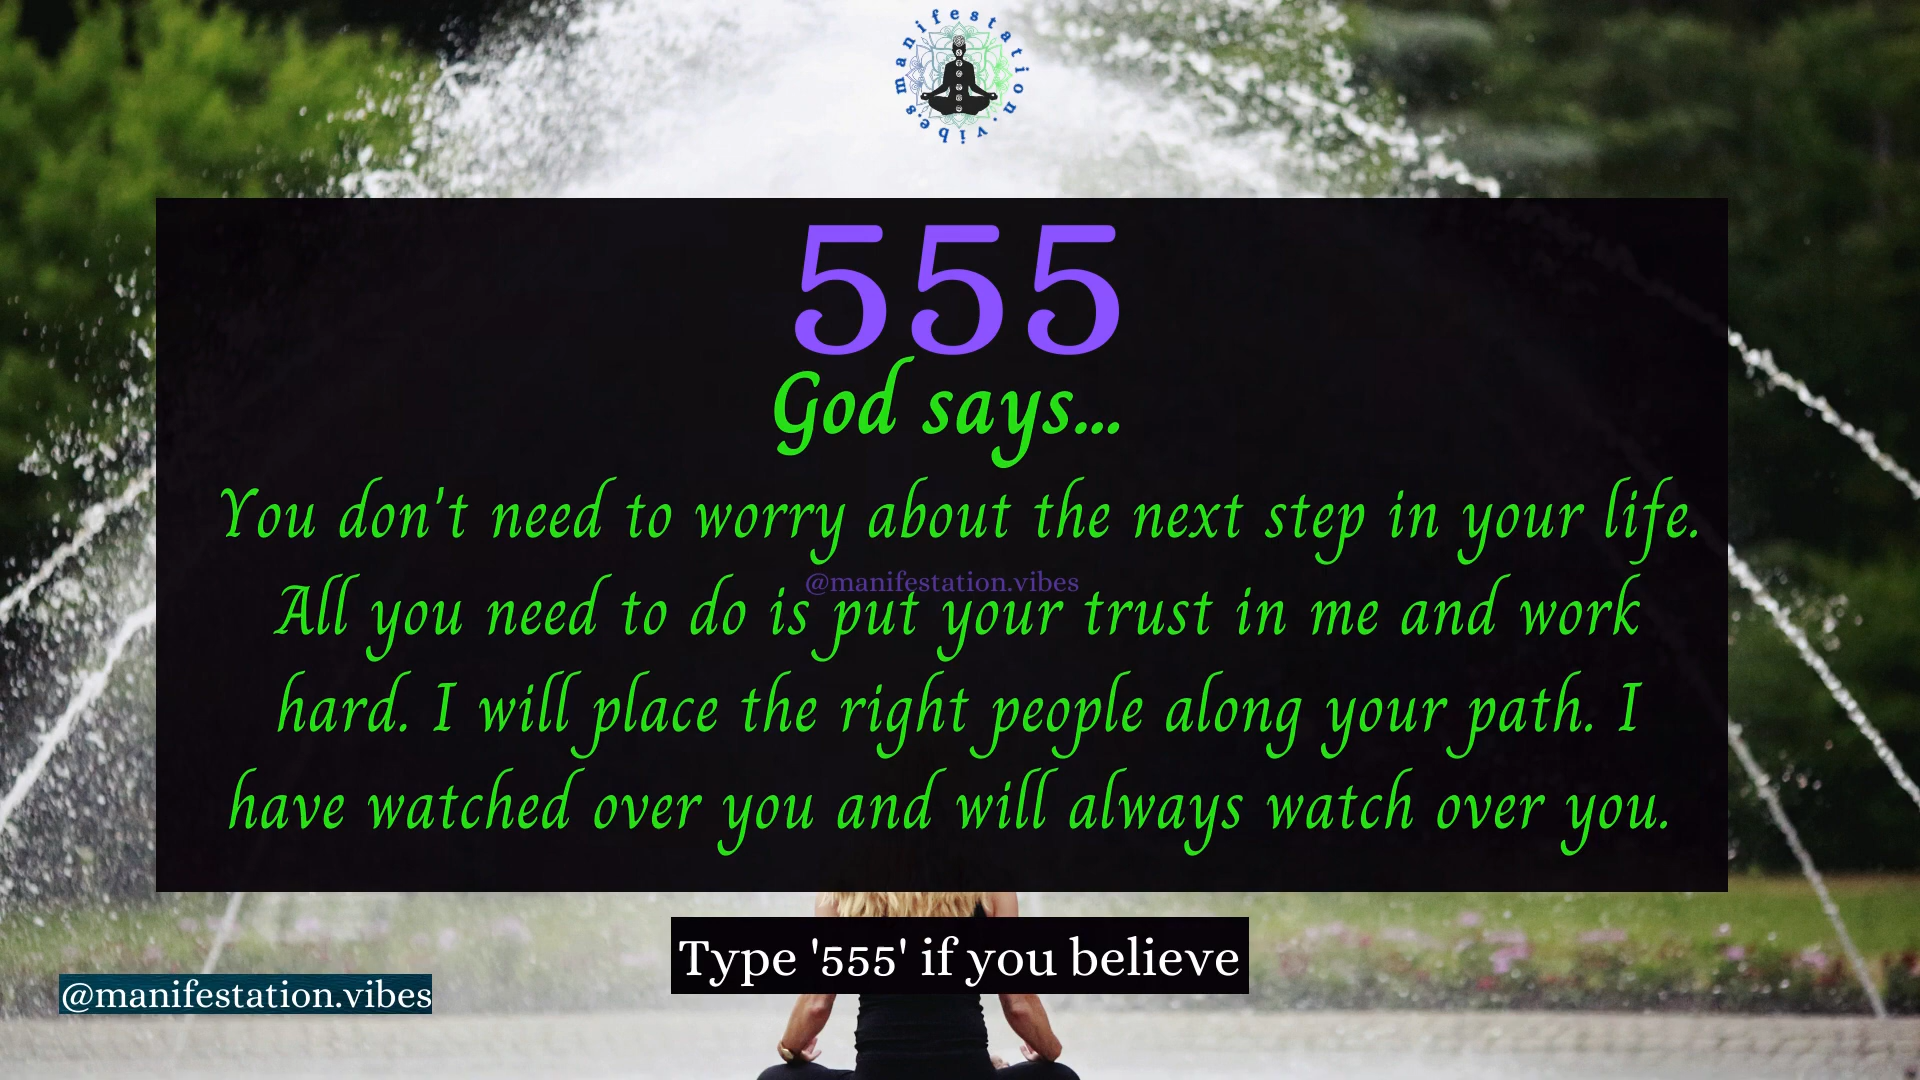 manifestation.vibes
555
God says...
You don't need to worry about the next step in your life.
@manifestation.vibes
All you need to do is put your trust in me and work
hard. I will place the right people along your path. I
have watched over you and will always watch over you.
Type '555' if you believe
@manifestation.vibes